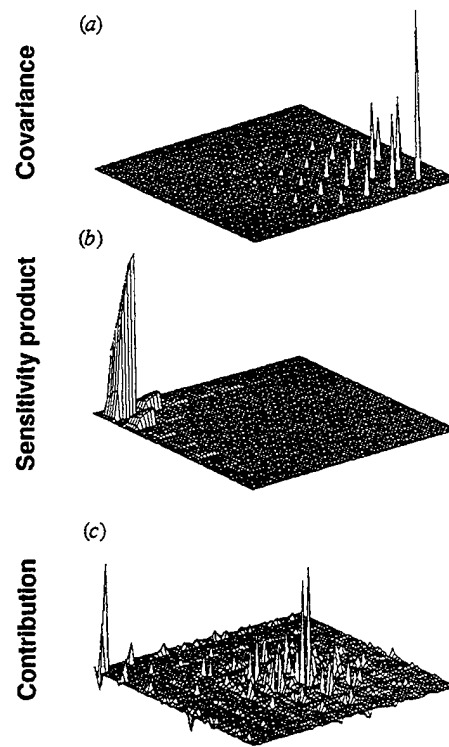 (a)
Covariance
(b)
Sensitivity product
(c)
Contribution